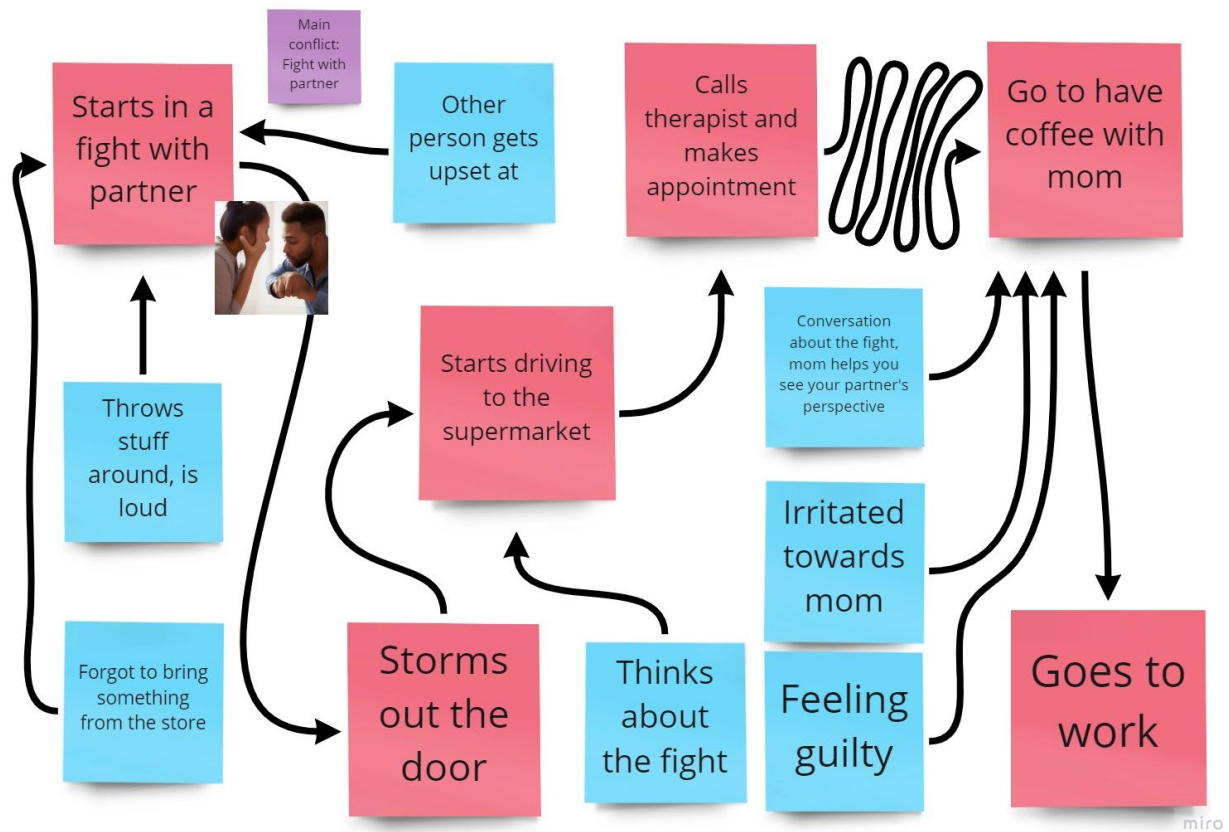 Main
conflict:
Fight with
partner
Starts in a
fight with
partner
Other
person gets
upset at
Calls
therapist and
makes
appointment
Go to have
coffee with
mom
Throws
stuff
around, is
loud
Starts driving
to the
supermarket
Conversation
about the fight,
mom helps you
see your partner's
perspective
Irritated
towards
mom
Forgot to bring
something
from the store
Storms
out the
door
Thinks
about
the fight
Feeling
guilty
Goes to
work
miro